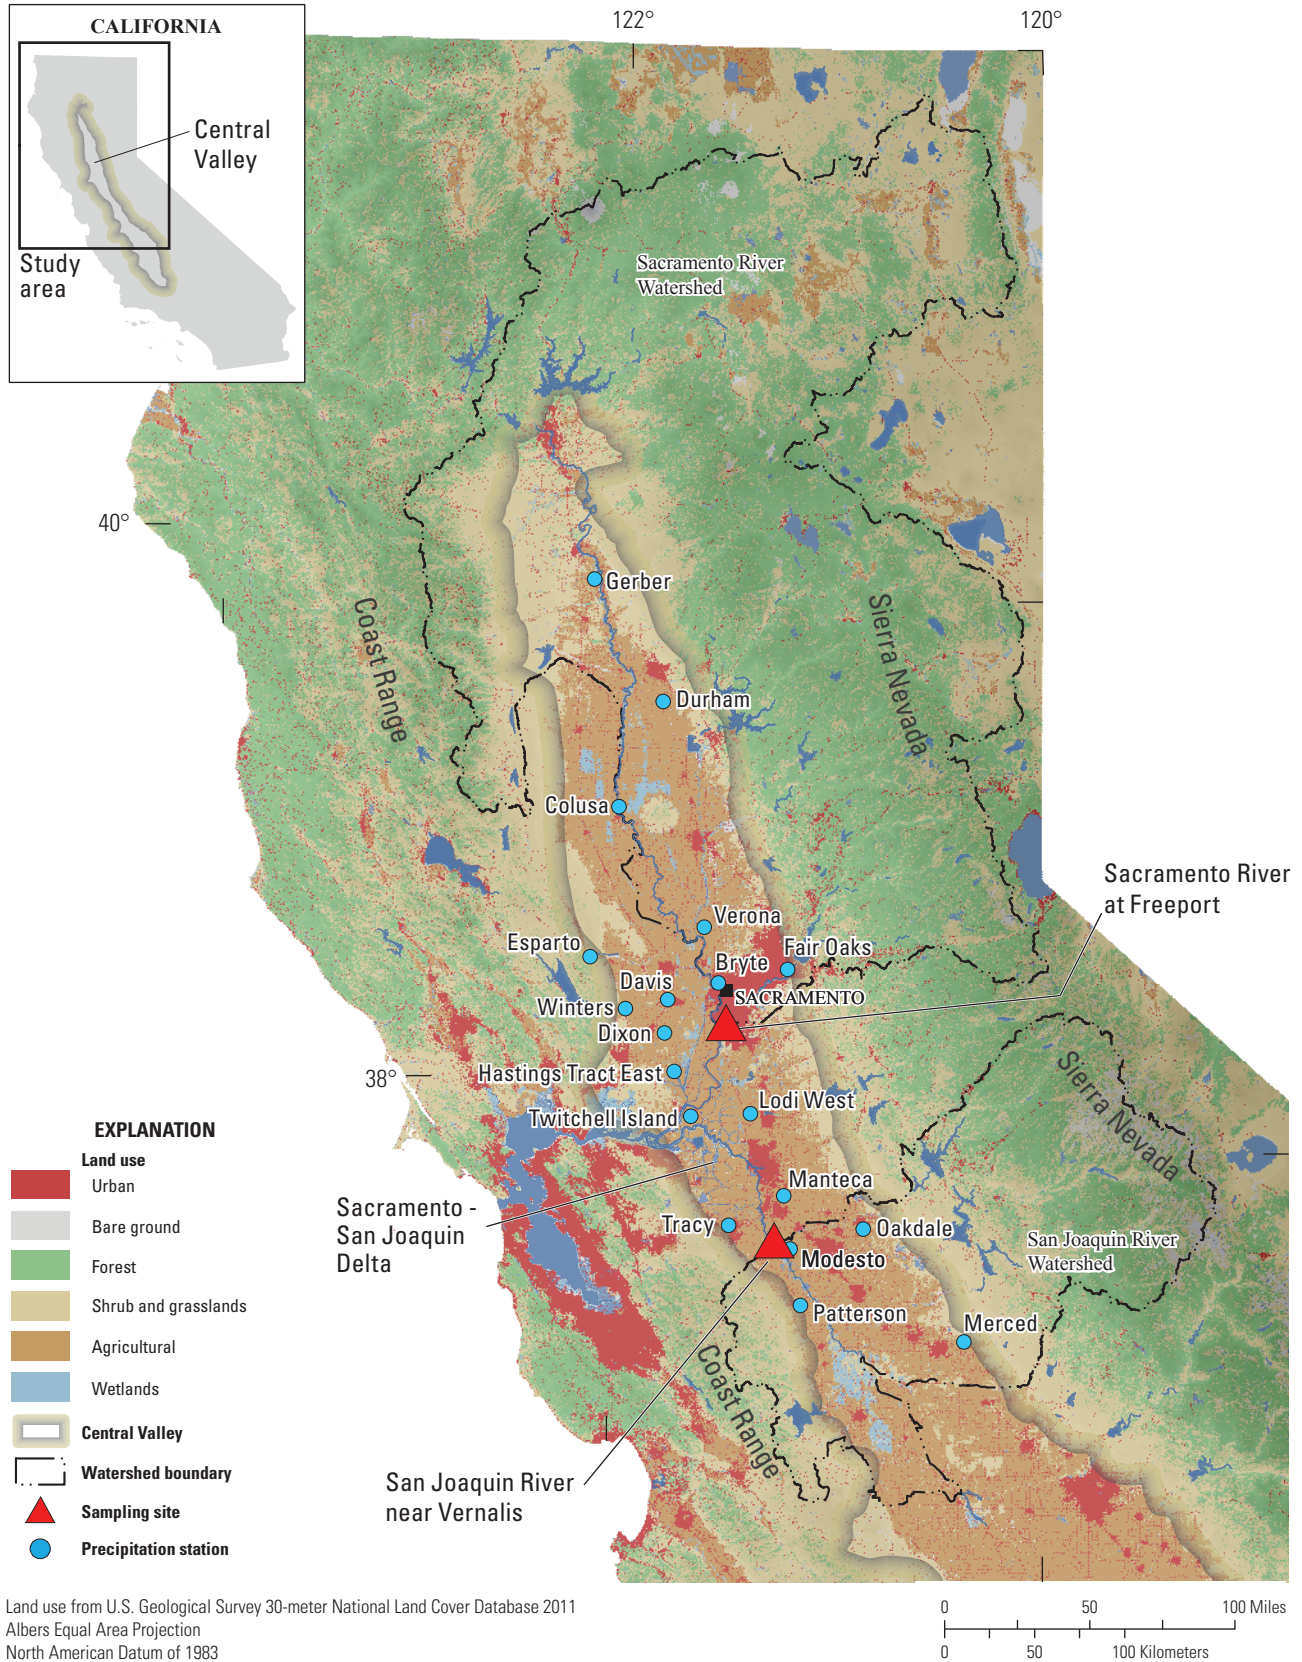 CALIFORNIA
Central
Valley
Study
area
122°
120°
Sacramento River
Watershed
40°
Gerber
Coast Range
Sierra Nevada
Durham
Colusa
Sacramento River
at Freeport
Verona
Esparto
Fair Oaks
Bryte
Davis
SACRAMENTO
Winters
Dixon
38°
Hastings Tract East
Sierra Nevada
Lodi West
Twitchell Island
Manteca
Sacramento -
San Joaquin
Delta
Tracy
Oakdale
San Joaquin River
Watershed
Modesto
Patterson
Merced
Coast Range
San Joaquin River
near Vernalis
EXPLANATION
Land use
Urban
Bare ground
Forest
Shrub and grasslands
Agricultural
Wetlands
Central Valley
Watershed boundary
Sampling site
Precipitation station
Land use from U.S. Geological Survey 30-meter National Land Cover Database 2011
Albers Equal Area Projection
North American Datum of 1983
0 50 100 Miles
0 50 100 Kilometers